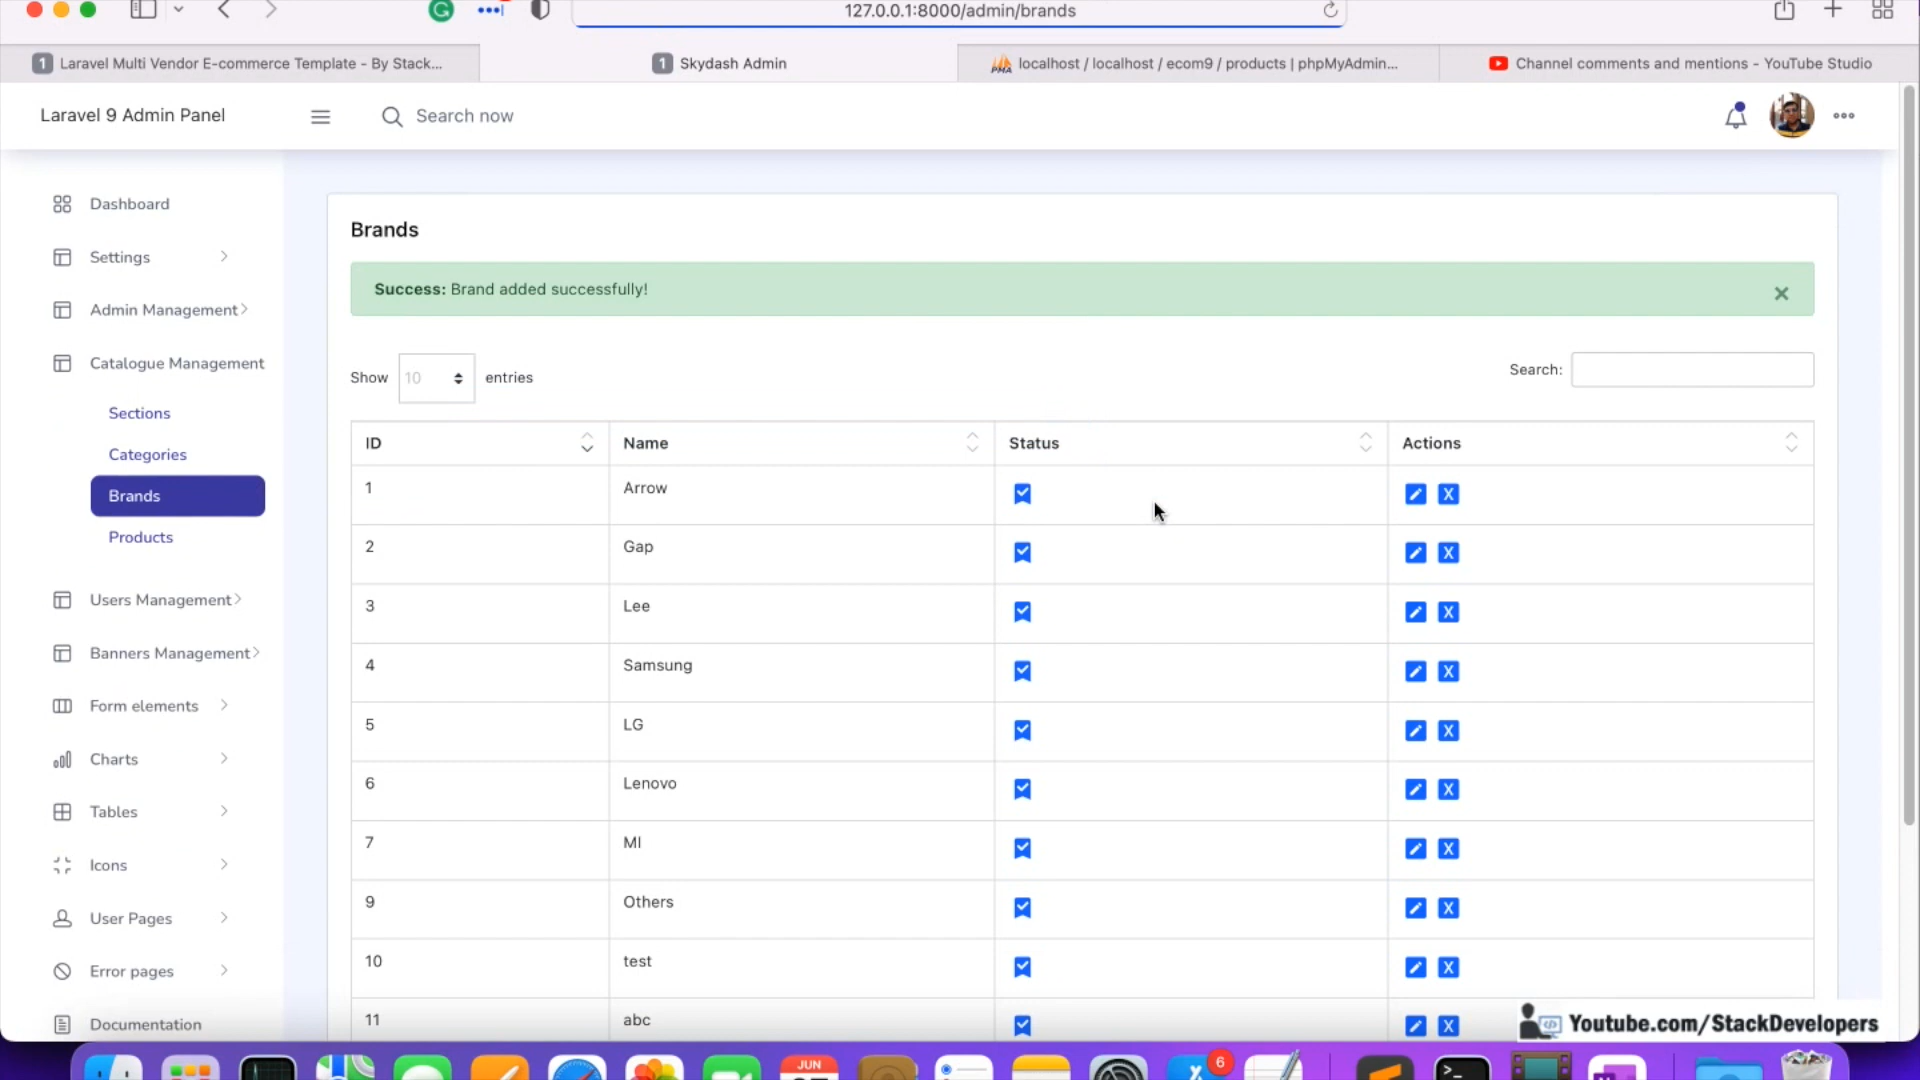 127.0.0.1:8000/admin/brands
1 Laravel Multi Vendor E-commerce Template - By Stack...
1 Skydash Admin
PMA localhost / localhost / ecom9 / products | phpMyAdmin...
Channel comments and mentions - YouTube Studio
Laravel 9 Admin Panel
Search now
Dashboard
Settings
Admin Management
Catalogue Management
Sections
Categories
Brands
Products
Users Management
Banners Management
Form elements
Charts
Tables
Icons
User Pages
Error pages
Documentation
Brands
Success: Brand added successfully!
Show 10 entries
Search:
ID Name Status Actions
1 Arrow X
2 Gap X
3 Lee X
4 Samsung X
5 LG X
6 Lenovo X
7 MI X
9 Others X
10 test X
11 abc X
Youtube.com/StackDevelopers
JUN
6